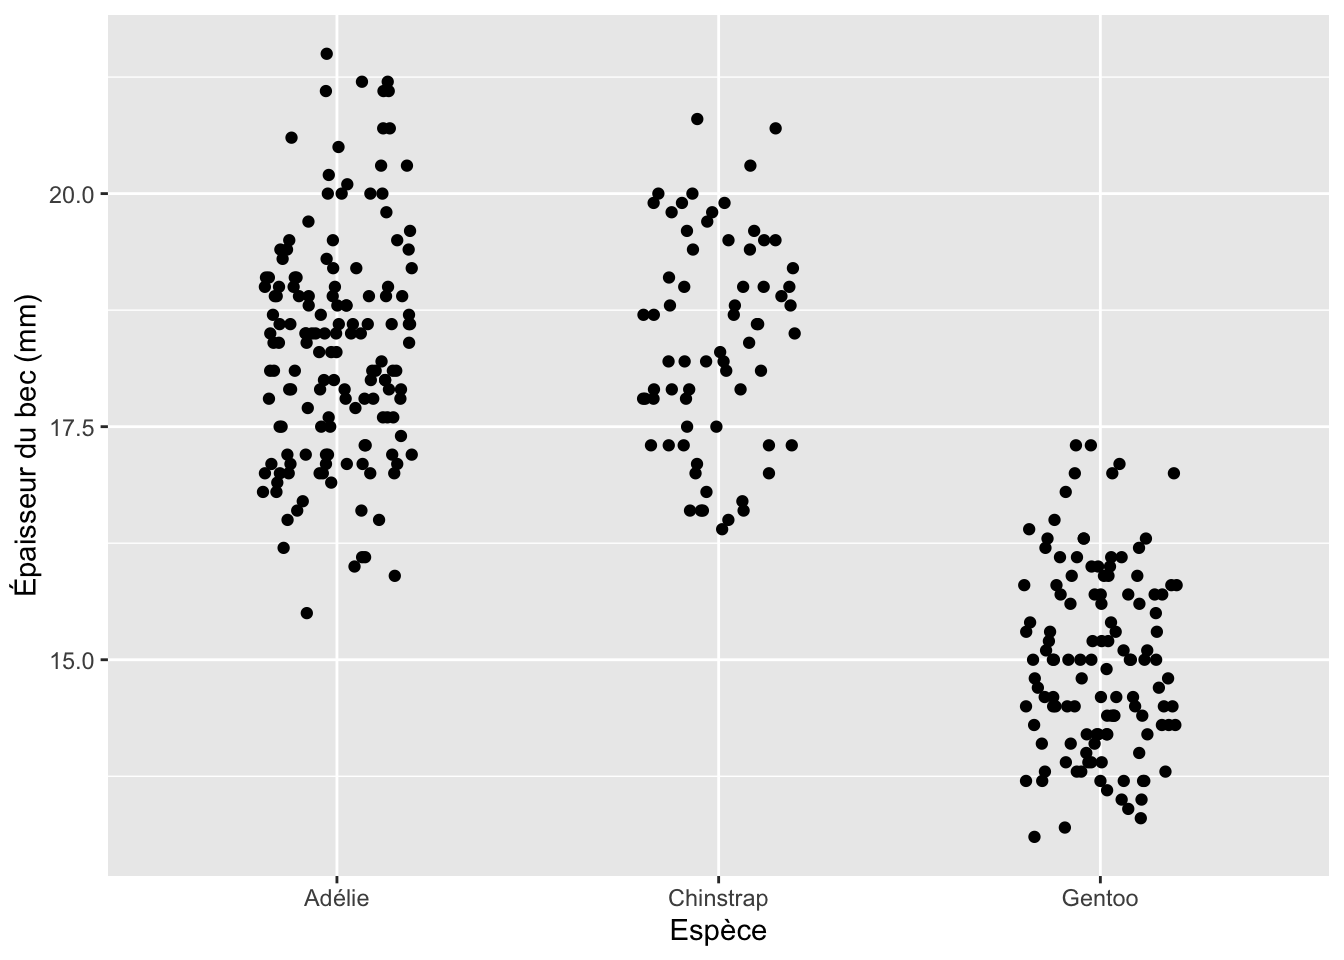 Épaisseur du bec (mm)
20.0
17.5
15.0
Adélie
Chinstrap
Gentoo
Espèce